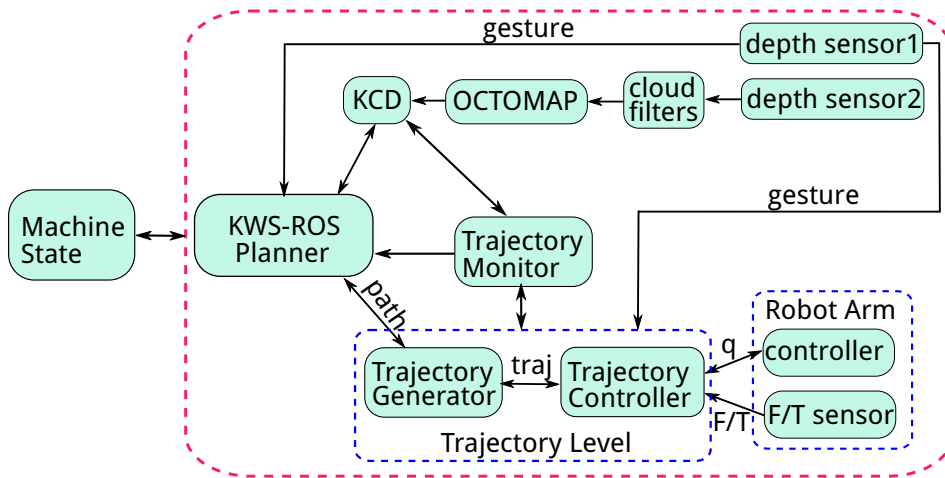 gesture
depth sensor1
KCD
OCTOMAP
cloud
filters
depth sensor2
gesture
Machine
State
KWS-ROS
Planner
Trajectory
Monitor
path
Robot Arm
q
controller
Trajectory
Generator
traj
Trajectory
Controller
F/T
F/T sensor
Trajectory Level